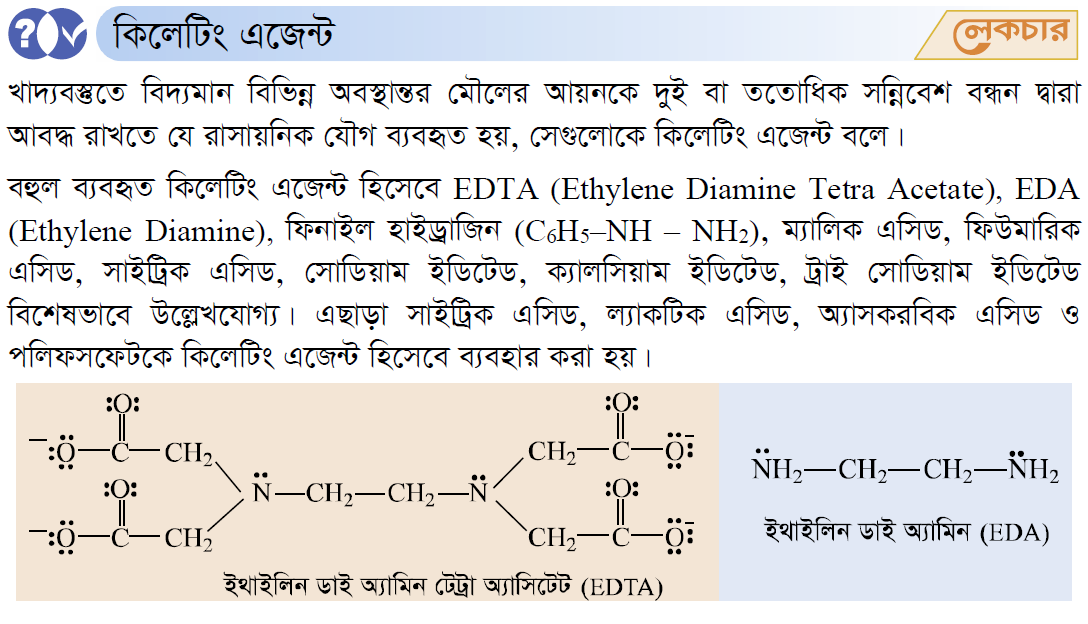 ? কিলেটিং এজেন্ট
লেকচার
খাদ্যবস্তুতে বিদ্যমান বিভিন্ন অবস্থান্তর মৌলের আয়নকে দুই বা ততোধিক সন্নিবেশ বন্ধন দ্বারা
আবদ্ধ রাখতে যে রাসায়নিক যৌগ ব্যবহৃত হয়, সেগুলোকে কিলেটিং এজেন্ট বলে।
বহুল ব্যবহৃত কিলেটিং এজেন্ট হিসেবে EDTA (Ethylene Diamine Tetra Acetate), EDA
(Ethylene Diamine), ফিনাইল হাইড্রাজিন (C₆H₅–NH – NH₂), ম্যালিক এসিড, ফিউমারিক
এসিড, সাইট্রিক এসিড, সোডিয়াম ইডিটেড, ক্যালসিয়াম ইডিটেড, ট্রাই সোডিয়াম ইডিটেড
বিশেষভাবে উল্লেখযোগ্য। এছাড়া সাইট্রিক এসিড, ল্যাকটিক এসিড, অ্যাসকরবিক এসিড ও
পলিফসফেটকে কিলেটিং এজেন্ট হিসেবে ব্যবহার করা হয়।
:O: :O:
⁻:Ö–C–CH₂ CH₂–C–Ö:⁻
:O: N̈–CH₂–CH₂–N̈ :O:
⁻:Ö–C–CH₂ CH₂–C–Ö:⁻
ইথাইলিন ডাই অ্যামিন টেট্রা অ্যাসিটেট (EDTA)
N̈H₂–CH₂–CH₂–N̈H₂
ইথাইলিন ডাই অ্যামিন (EDA)